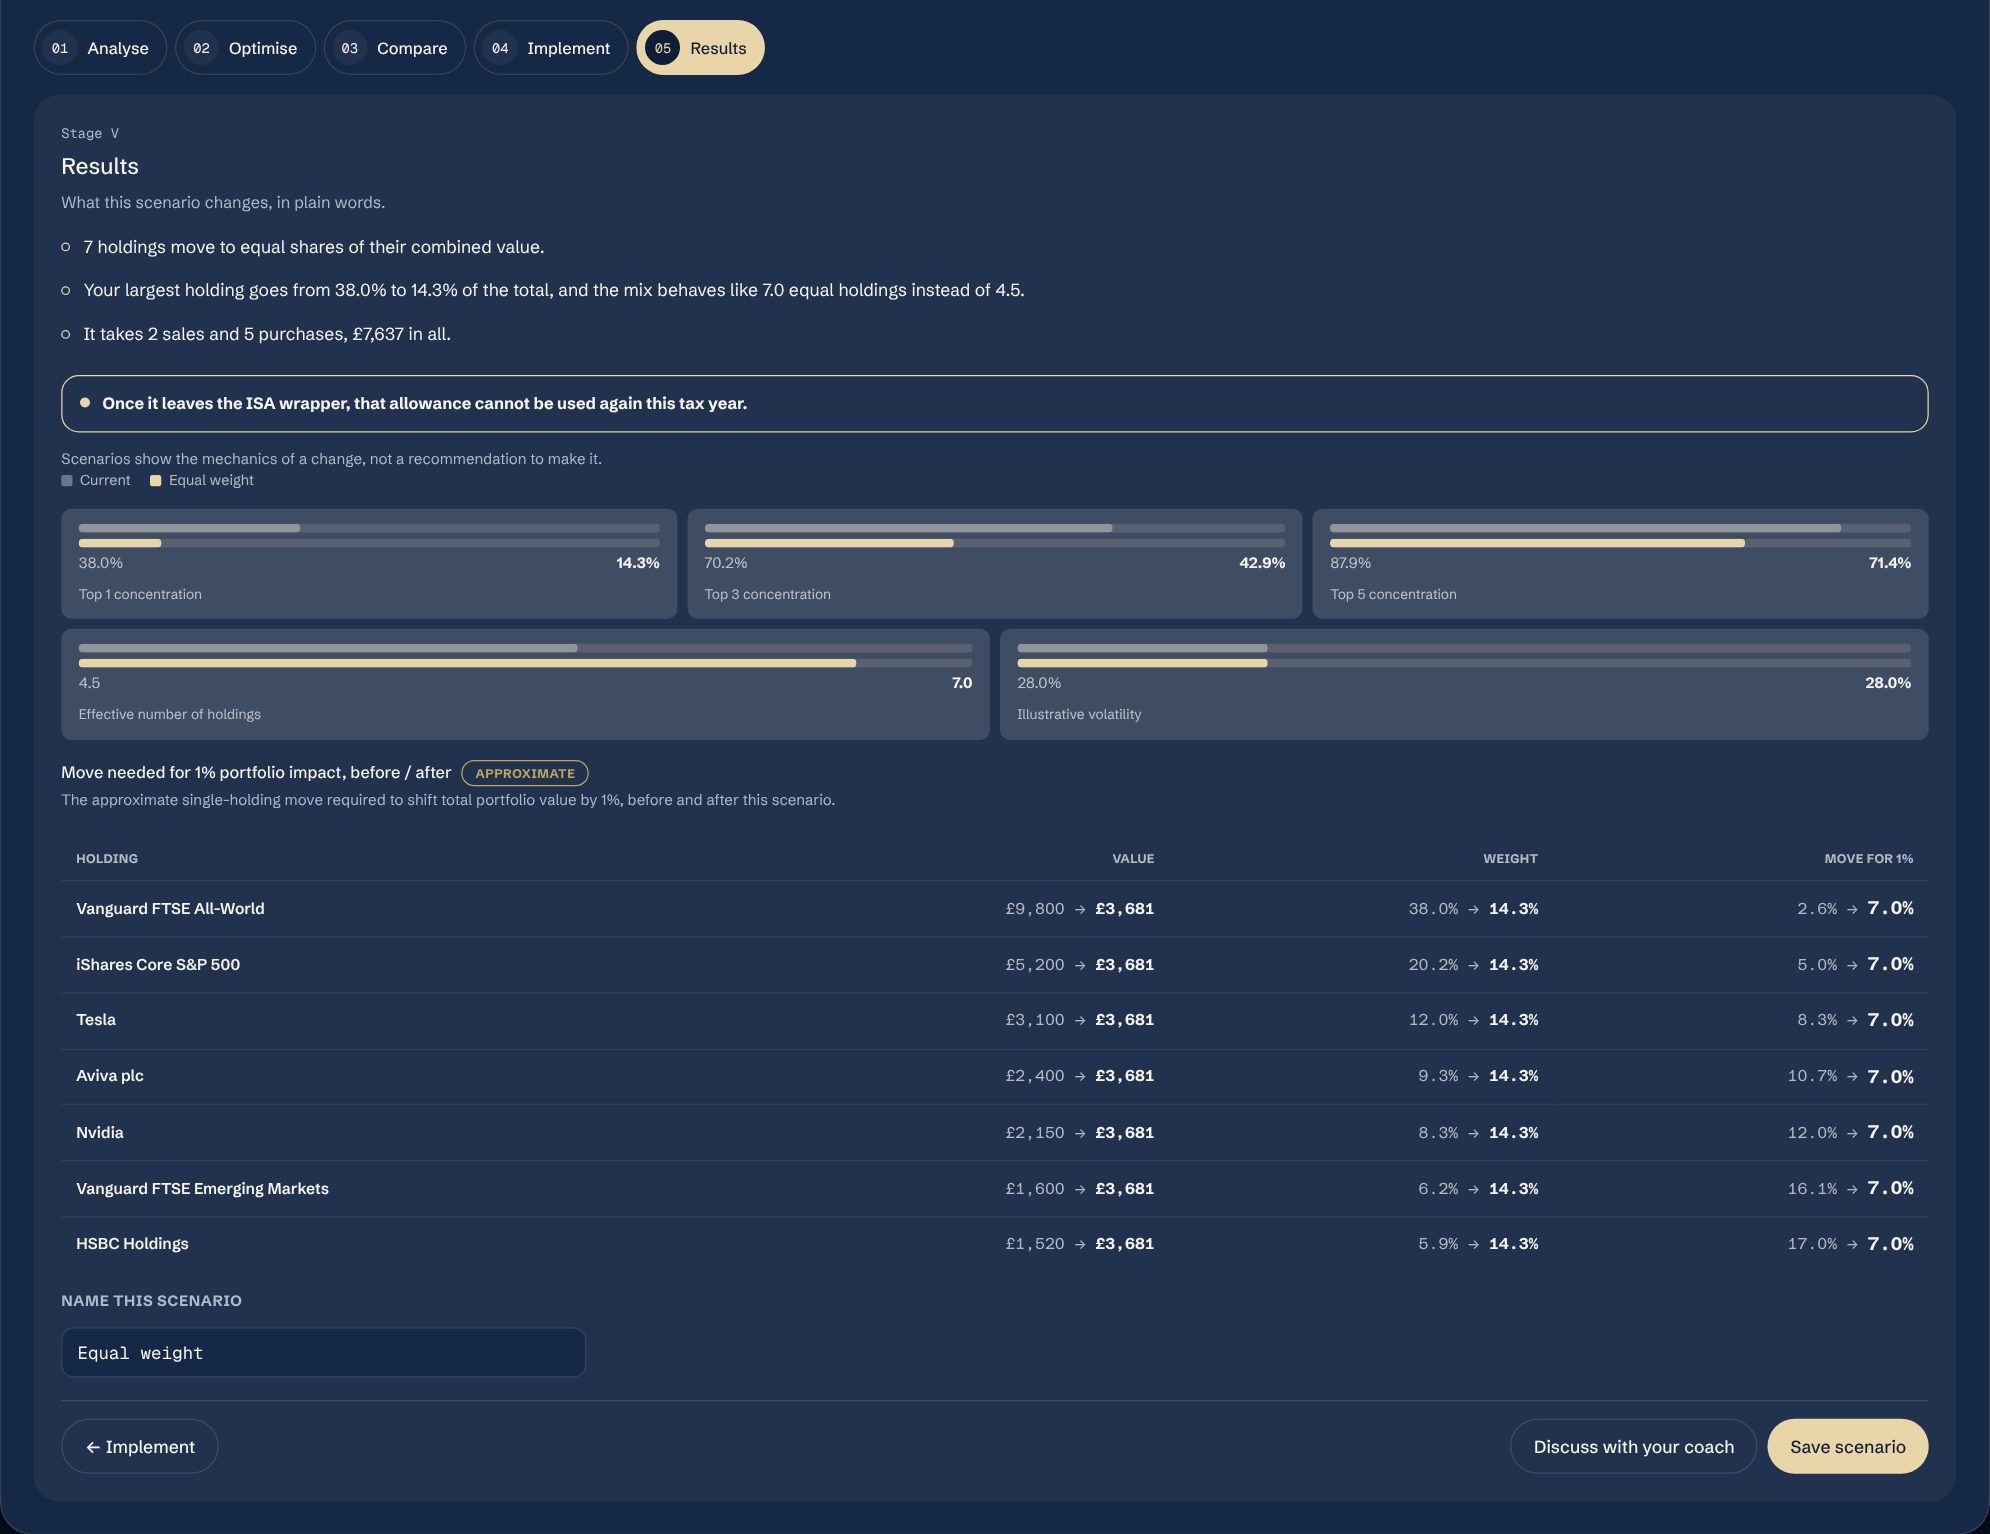 01 Analyse 02 Optimise 03 Compare 04 Implement 05 Results
Stage V
Results
What this scenario changes, in plain words.
7 holdings move to equal shares of their combined value.
Your largest holding goes from 38.0% to 14.3% of the total, and the mix behaves like 7.0 equal holdings instead of 4.5.
It takes 2 sales and 5 purchases, £7,637 in all.
Once it leaves the ISA wrapper, that allowance cannot be used again this tax year.
Scenarios show the mechanics of a change, not a recommendation to make it.
Current Equal weight
38.0% 14.3%
Top 1 concentration
70.2% 42.9%
Top 3 concentration
87.9% 71.4%
Top 5 concentration
4.5 7.0
Effective number of holdings
28.0% 28.0%
Illustrative volatility
Move needed for 1% portfolio impact, before / after APPROXIMATE
The approximate single-holding move required to shift total portfolio value by 1%, before and after this scenario.
HOLDING VALUE WEIGHT MOVE FOR 1%
Vanguard FTSE All-World £9,800 → £3,681 38.0% → 14.3% 2.6% → 7.0%
iShares Core S&P 500 £5,200 → £3,681 20.2% → 14.3% 5.0% → 7.0%
Tesla £3,100 → £3,681 12.0% → 14.3% 8.3% → 7.0%
Aviva plc £2,400 → £3,681 9.3% → 14.3% 10.7% → 7.0%
Nvidia £2,150 → £3,681 8.3% → 14.3% 12.0% → 7.0%
Vanguard FTSE Emerging Markets £1,600 → £3,681 6.2% → 14.3% 16.1% → 7.0%
HSBC Holdings £1,520 → £3,681 5.9% → 14.3% 17.0% → 7.0%
NAME THIS SCENARIO
Equal weight
← Implement Discuss with your coach Save scenario